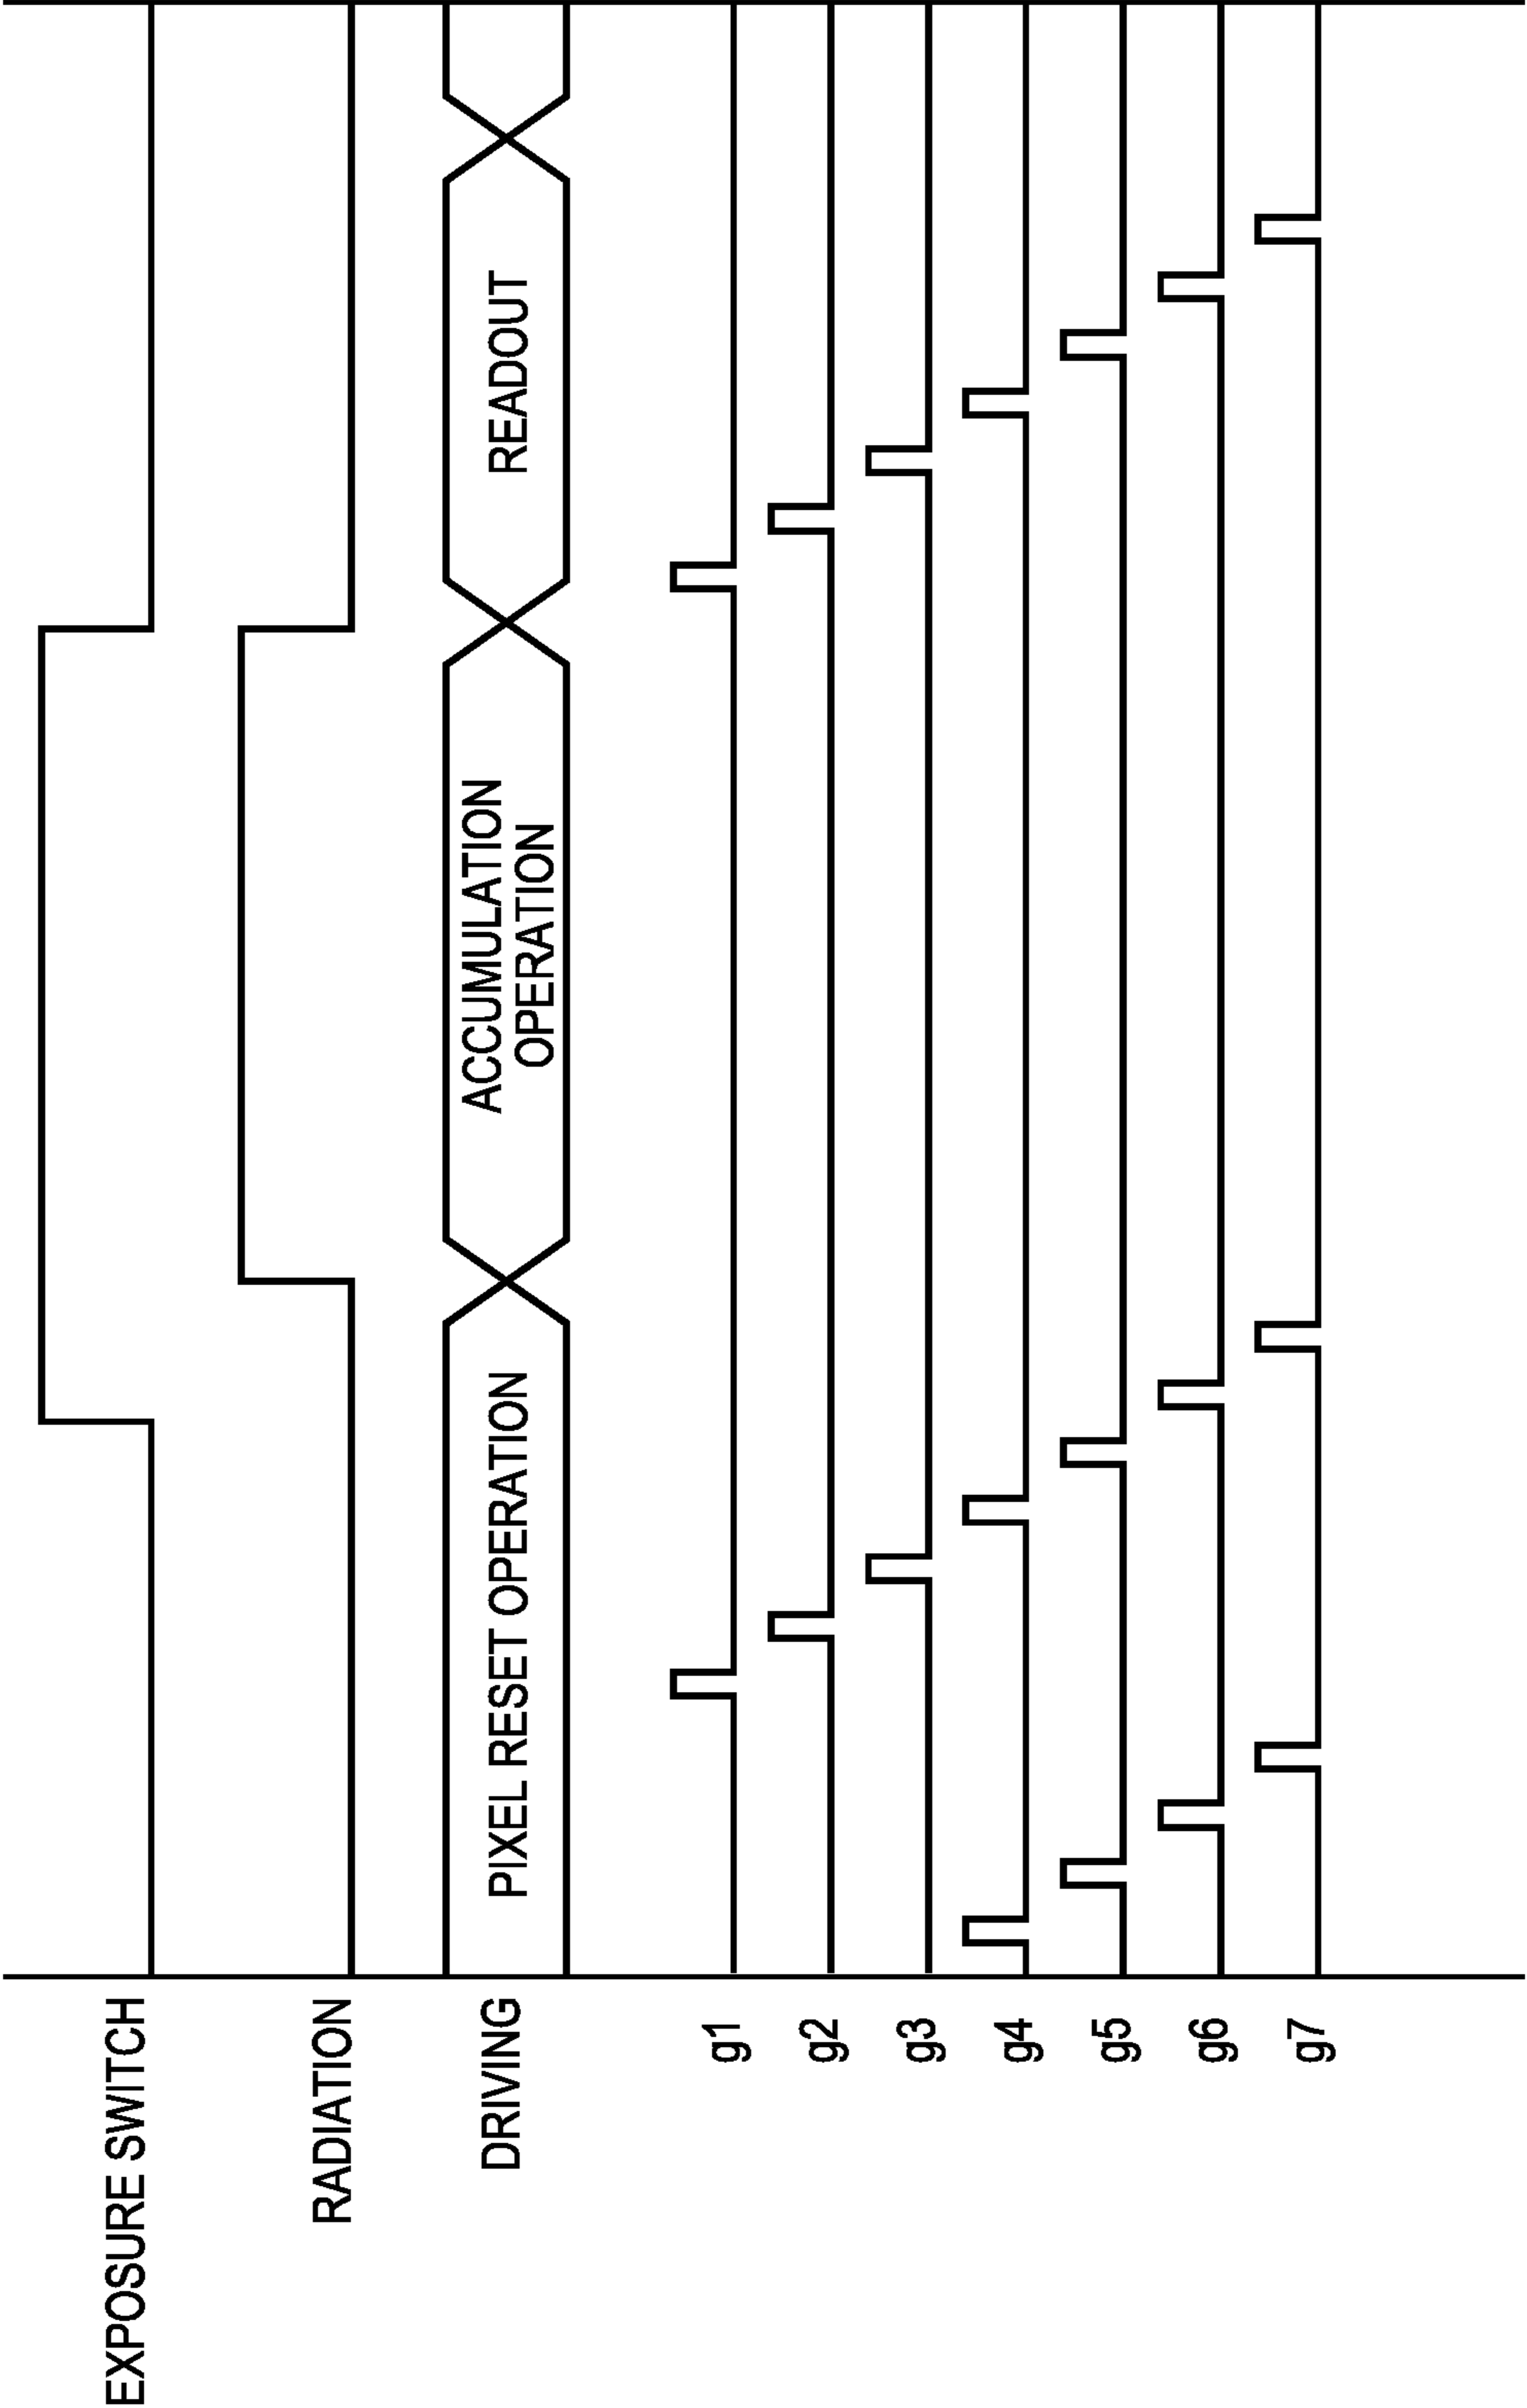 EXPOSURE SWITCH
RADIATION
DRIVING
PIXEL RESET OPERATION
ACCUMULATION
OPERATION
READOUT
g1
g2
g3
g4
g5
g6
g7